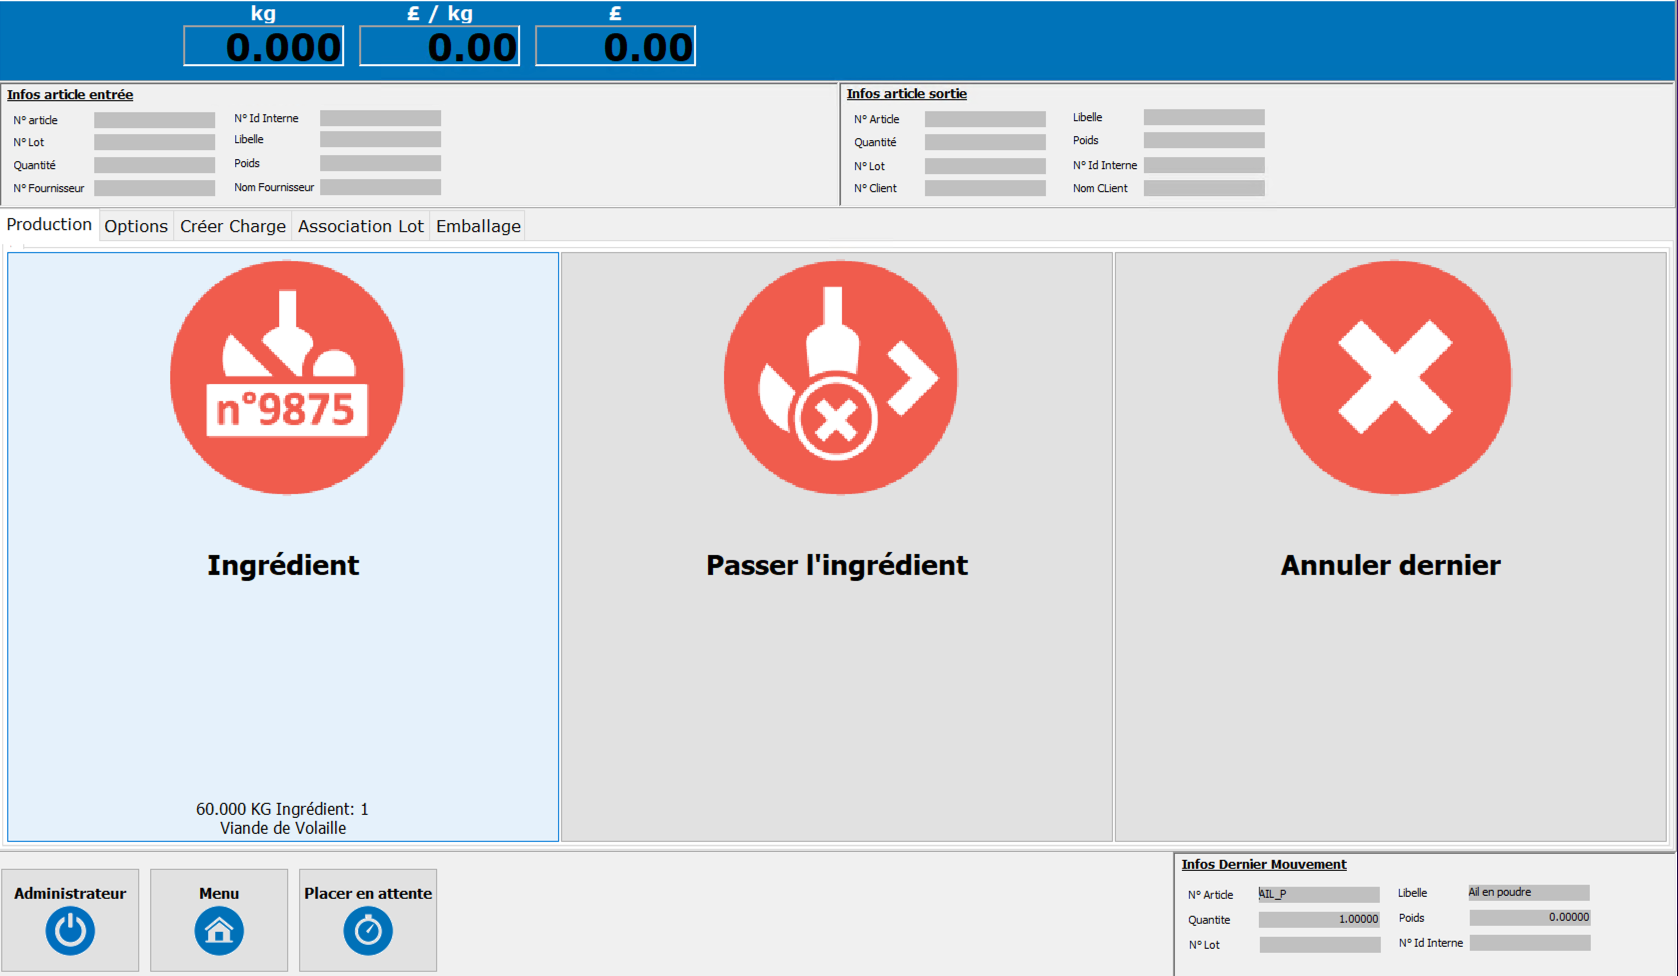 kg £ / kg £
0.000 0.00 0.00
Infos article entrée
N° article N° Id Interne
N° Lot Libelle
Quantité Poids
N° Fournisseur Nom Fournisseur
Infos article sortie
N° Article Libelle
Quantité Poids
N° Lot N° Id Interne
N° Client Nom CLient
Production Options Créer Charge Association Lot Emballage
n°9875
Ingrédient
60.000 KG Ingrédient: 1
Viande de Volaille
Passer l'ingrédient
Annuler dernier
Administrateur Menu Placer en attente
Infos Dernier Mouvement
N° Article AIL_P Libelle Ail en poudre
Quantite 1.00000 Poids 0.00000
N° Lot N° Id Interne